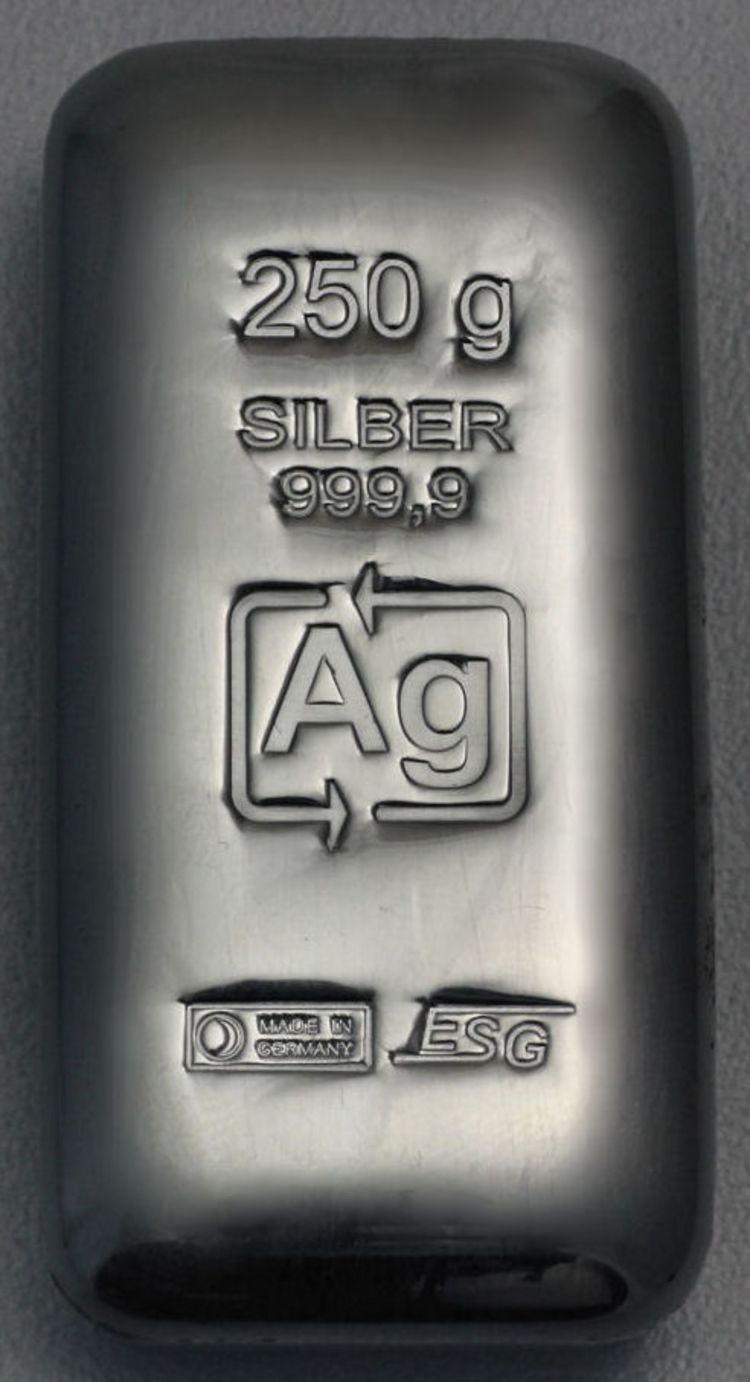 250 g
SILBER
999,9
Ag
MADE IN
GERMANY
ESG